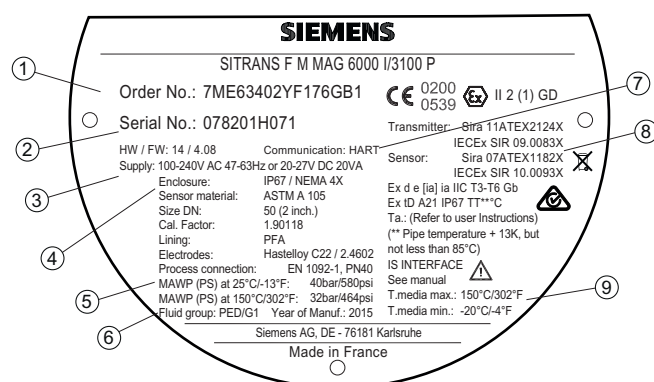 SIEMENS
SITRANS F M MAG 6000 I/3100 P
1
Order No.: 7ME63402YF176GB1
CE 0200
0539
Ex II 2 (1) GD
7
2
Serial No.: 078201H071
HW / FW: 14 / 4.08 Communication: HART
3
Supply: 100-240V AC 47-63Hz or 20-27V DC 20VA
4
Enclosure: IP67 / NEMA 4X
Sensor material: ASTM A 105
Size DN: 50 (2 inch.)
Cal. Factor: 1.90118
Lining: PFA
Electrodes: Hastelloy C22 / 2.4602
Process connection: EN 1092-1, PN40
5
MAWP (PS) at 25°C/-13°F: 40bar/580psi
MAWP (PS) at 150°C/302°F: 32bar/464psi
6
Fluid group: PED/G1 Year of Manuf.: 2015
Transmitter: Sira 11ATEX2124X
IECEx SIR 09.0083X
8
Sensor: Sira 07ATEX1182X
IECEx SIR 10.0093X
Ex d e [ia] ia IIC T3-T6 Gb
Ex tD A21 IP67 TT**°C
Ta.: (Refer to user Instructions)
(** Pipe temperature + 13K, but
not less than 85°C)
IS INTERFACE
See manual
9
T.media max.: 150°C/302°F
T.media min.: -20°C/-4°F
Siemens AG, DE - 76181 Karlsruhe
Made in France